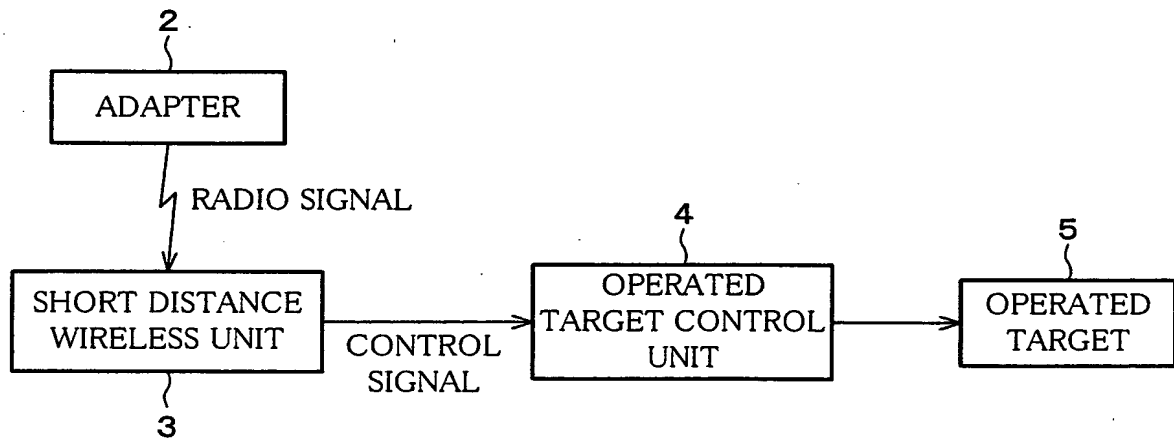 2
ADAPTER
RADIO SIGNAL
SHORT DISTANCE
WIRELESS UNIT
3
CONTROL
SIGNAL
4
OPERATED
TARGET CONTROL
UNIT
5
OPERATED
TARGET